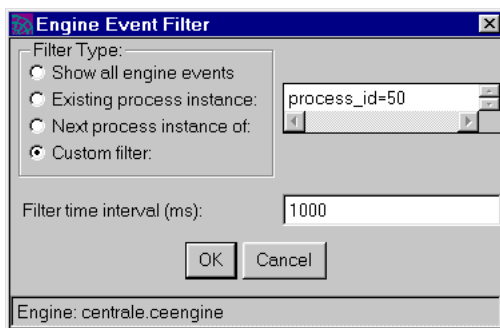 Engine Event Filter
Filter Type:
Show all engine events
Existing process instance:
process_id=50
Next process instance of:
Custom filter:
Filter time interval (ms):
1000
OK
Cancel
Engine: centrale.ceengine